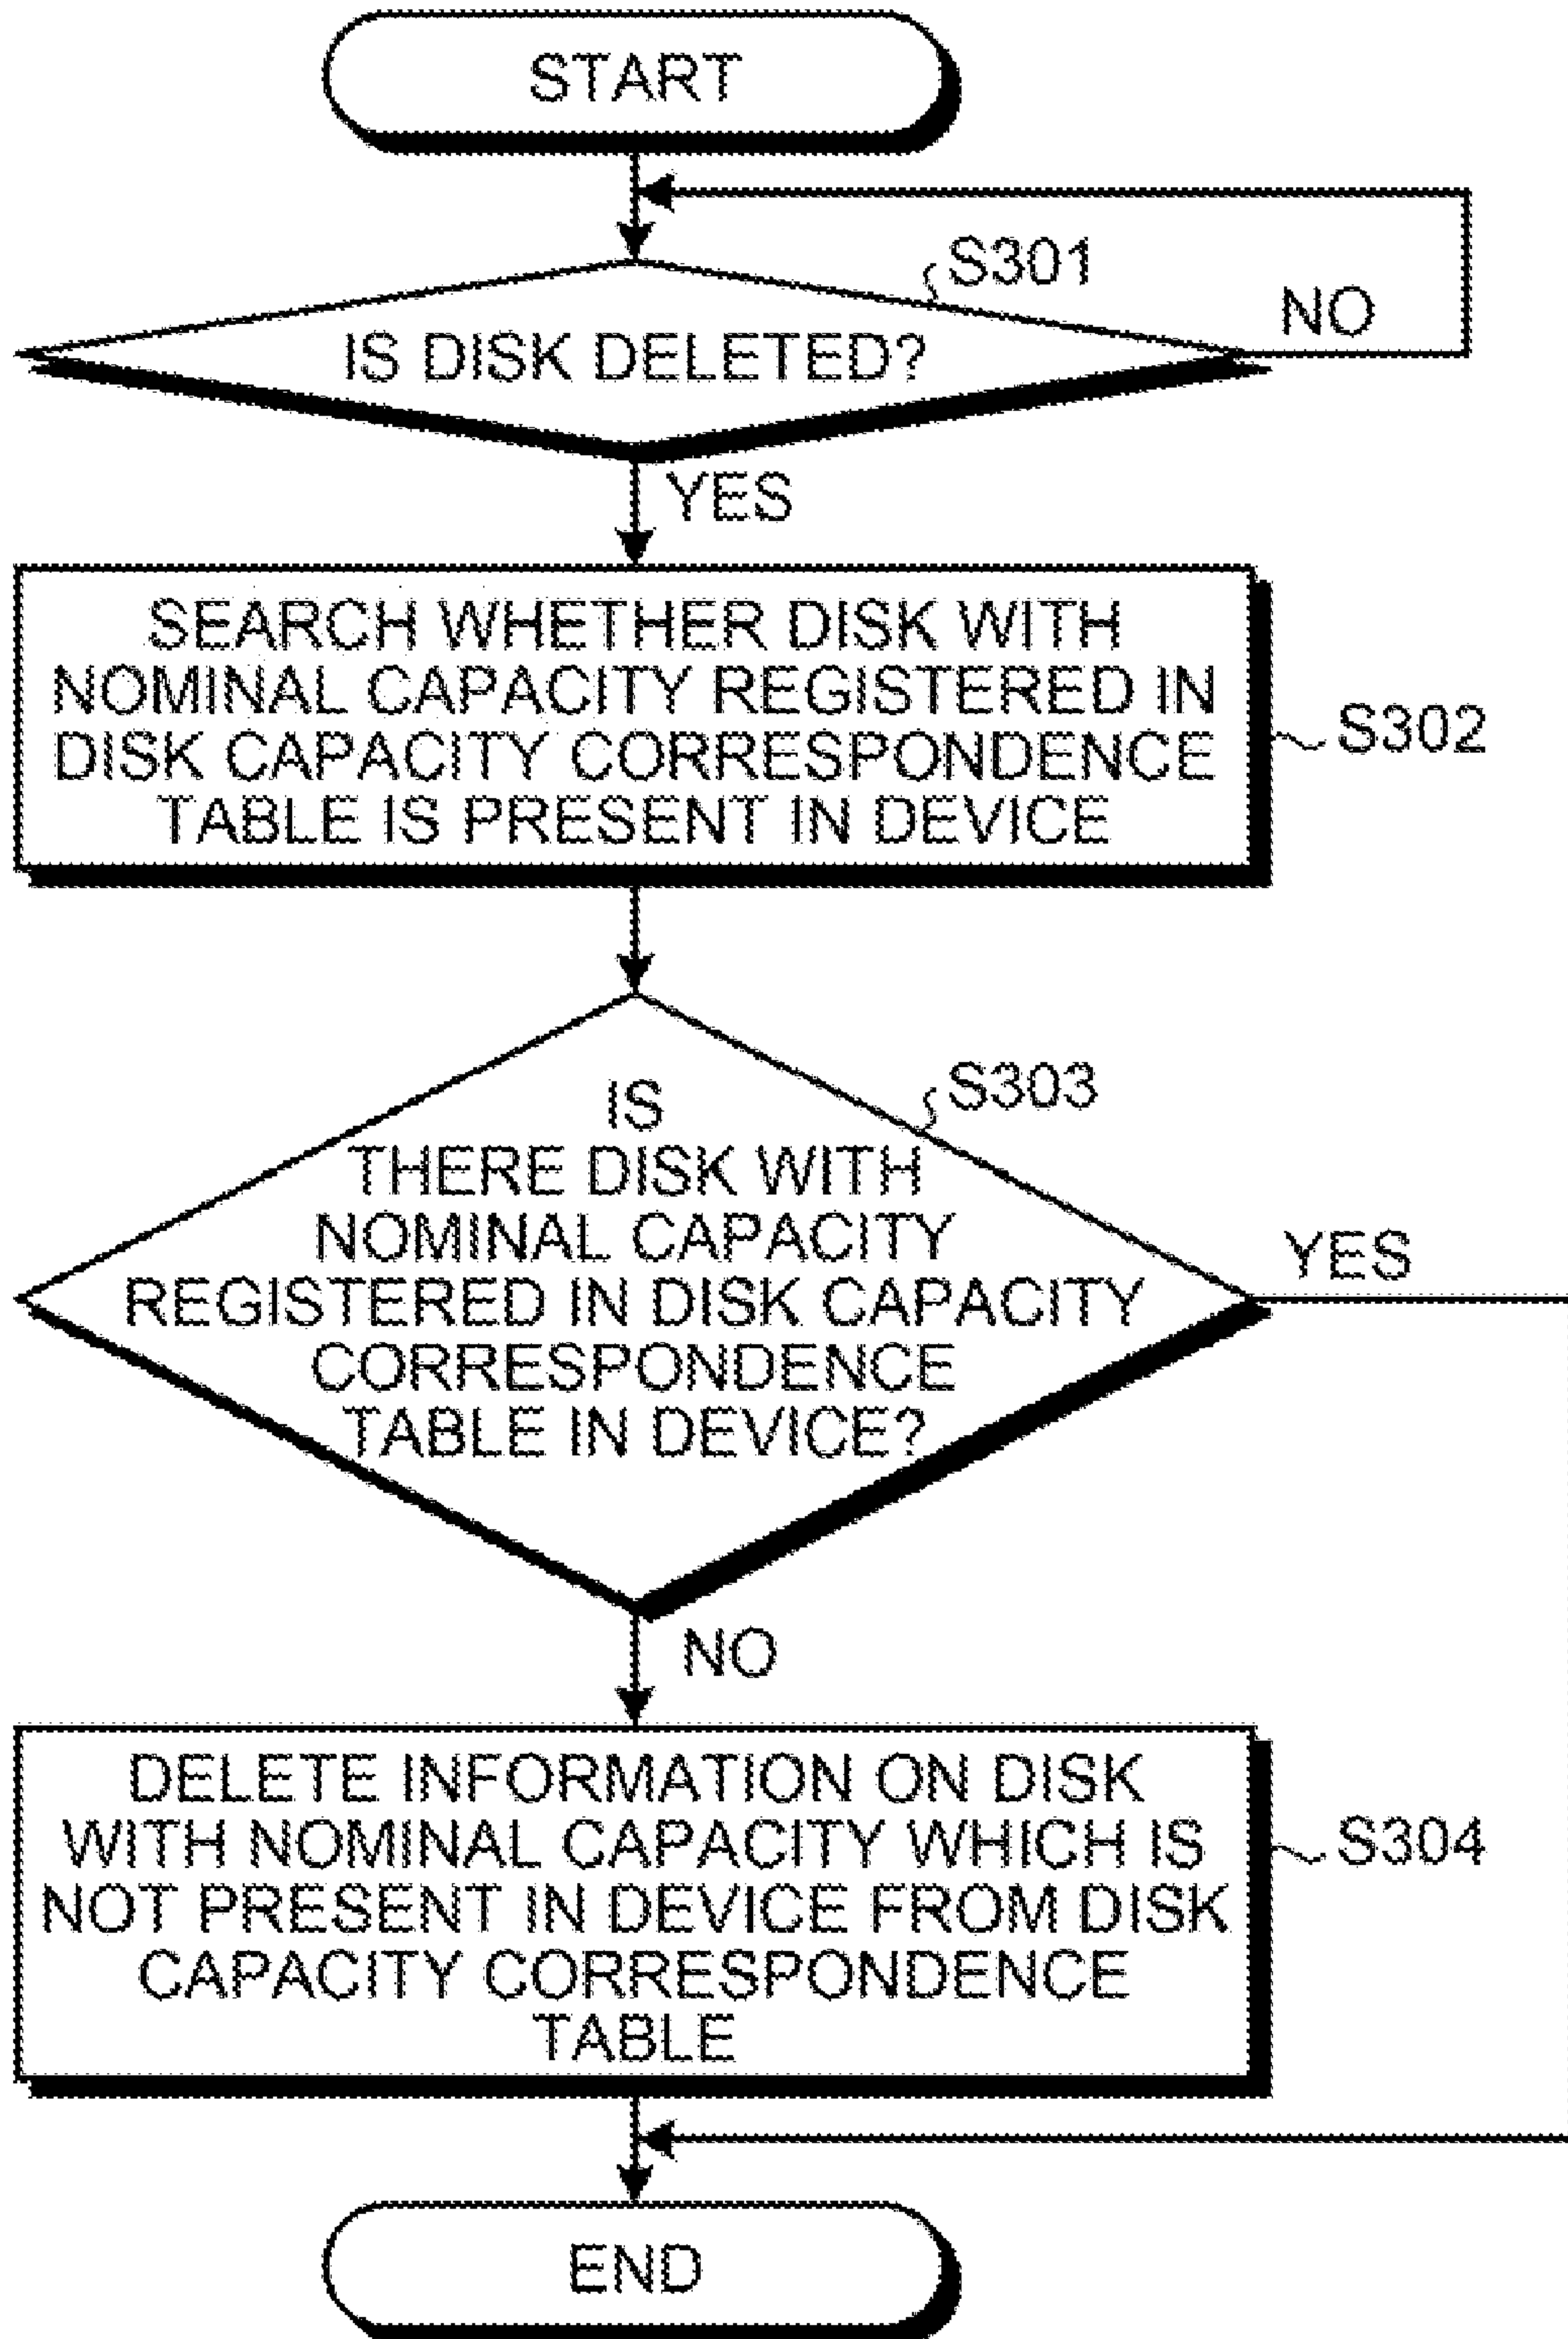 START
S301
NO
IS DISK DELETED?
YES
SEARCH WHETHER DISK WITH
NOMINAL CAPACITY REGISTERED IN
DISK CAPACITY CORRESPONDENCE
TABLE IS PRESENT IN DEVICE
S302
S303
IS
THERE DISK WITH
NOMINAL CAPACITY
REGISTERED IN DISK CAPACITY
CORRESPONDENCE
TABLE IN DEVICE?
YES
NO
DELETE INFORMATION ON DISK
WITH NOMINAL CAPACITY WHICH IS
NOT PRESENT IN DEVICE FROM DISK
CAPACITY CORRESPONDENCE
TABLE
S304
END